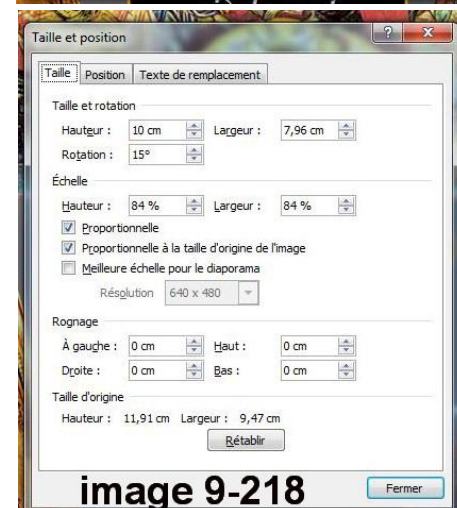 Taille et position
Taille Position Texte de remplacement
Taille et rotation
Hauteur : 10 cm Largeur : 7,96 cm
Rotation : 15°
Échelle
Hauteur : 84 % Largeur : 84 %
Proportionnelle
Proportionnelle à la taille d'origine de l'image
Meilleure échelle pour le diaporama
Résolution 640 x 480
Rognage
À gauche : 0 cm Haut : 0 cm
Droite : 0 cm Bas : 0 cm
Taille d'origine
Hauteur : 11,91 cm Largeur : 9,47 cm
Rétablir
image 9-218
Fermer